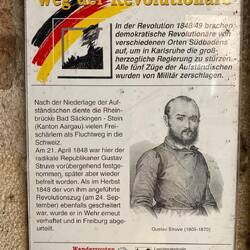 weg der Revolutionäre
In der Revolution 1848/49 brachen
demokratische Revolutionäre von
verschiedenen Orten Südbadens
auf, um in Karlsruhe die groß-
herzogliche Regierung zu stürzen.
Alle fünf Züge der Aufständischen
wurden von Militär zerschlagen.
Nach der Niederlage der Auf-
ständischen diente die Rhein-
brücke Bad Säckingen - Stein
(Kanton Aargau) vielen Frei-
schärlern als Fluchtweg in die
Schweiz.
Am 21. April 1848 war hier der
radikale Republikaner Gustav
Struve vorübergehend festge-
nommen, später aber wieder
befreit worden. Als im Herbst
1848 der von ihm angeführte
Revolutionszug (am 24. Sep-
tember) ebenfalls gescheitert
war, wurde er in Wehr erneut
verhaftet und in Freiburg abge-
urteilt.
Gustav Struve (1805-1870)